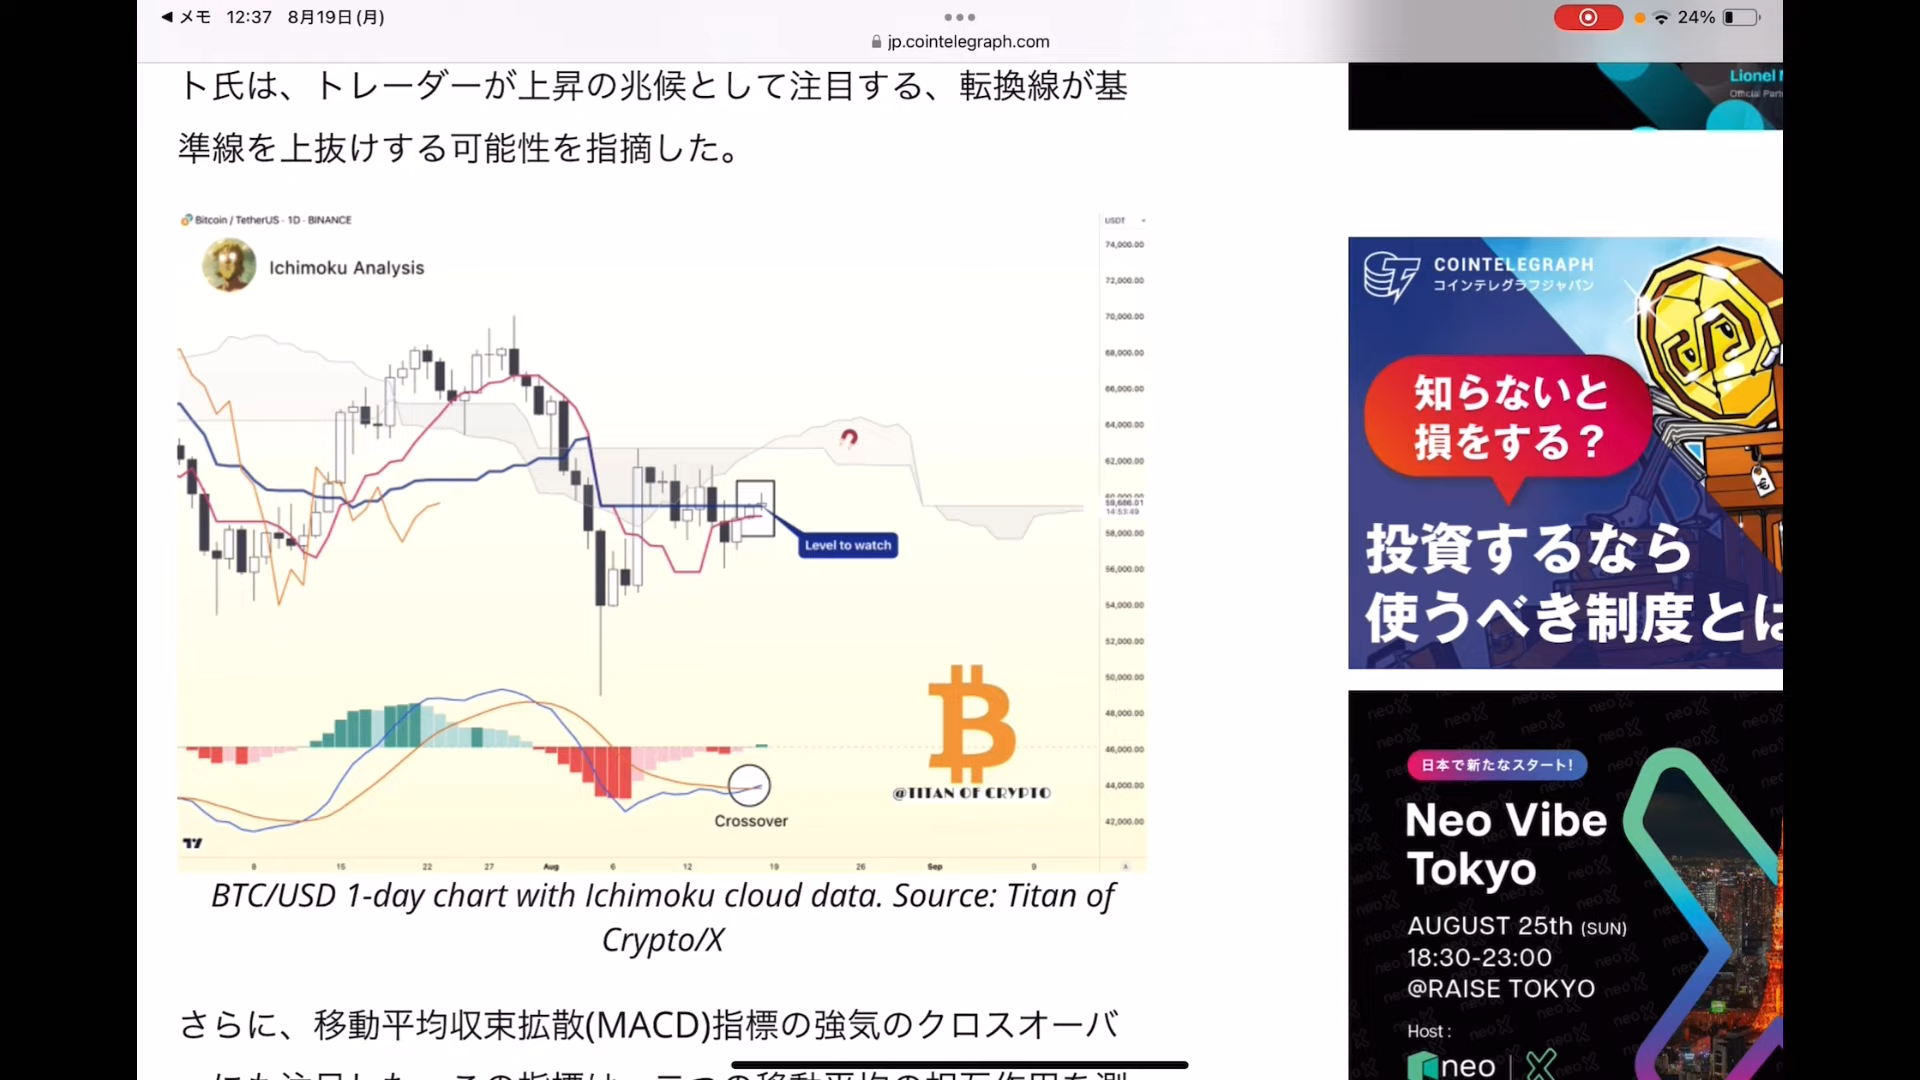 メモ 12:37 8月19日(月)
24%
jp.cointelegraph.com
ト氏は、トレーダーが上昇の兆候として注目する、転換線が基
準線を上抜けする可能性を指摘した。
Bitcoin / TetherUS · 1D · BINANCE
USDT
Ichimoku Analysis
74,000.00
72,000.00
70,000.00
68,000.00
66,000.00
64,000.00
62,000.00
58,000.00
56,000.00
54,000.00
52,000.00
50,000.00
48,000.00
46,000.00
44,000.00
42,000.00
Level to watch
@TITAN OF CRYPTO
Crossover
8 15 22 27 Aug 6 12 19 26 Sep 9
BTC/USD 1-day chart with Ichimoku cloud data. Source: Titan of
Crypto/X
さらに、移動平均収束拡散(MACD)指標の強気のクロスオーバ
Lionel
Official
COINTELEGRAPH
コインテレグラフジャパン
知らないと
損をする？
投資するなら
使うべき制度とは
日本で新たなスタート!
Neo Vibe
Tokyo
AUGUST 25th (SUN)
18:30-23:00
@RAISE TOKYO
Host :
neo